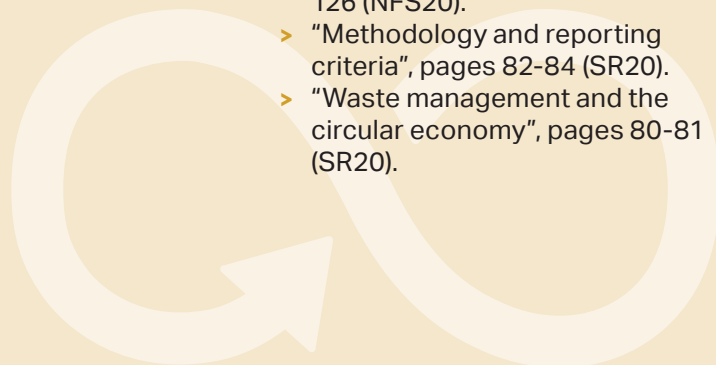 126 (NFS20).
> "Methodology and reporting
criteria", pages 82-84 (SR20).
> "Waste management and the
circular economy", pages 80-81
(SR20).